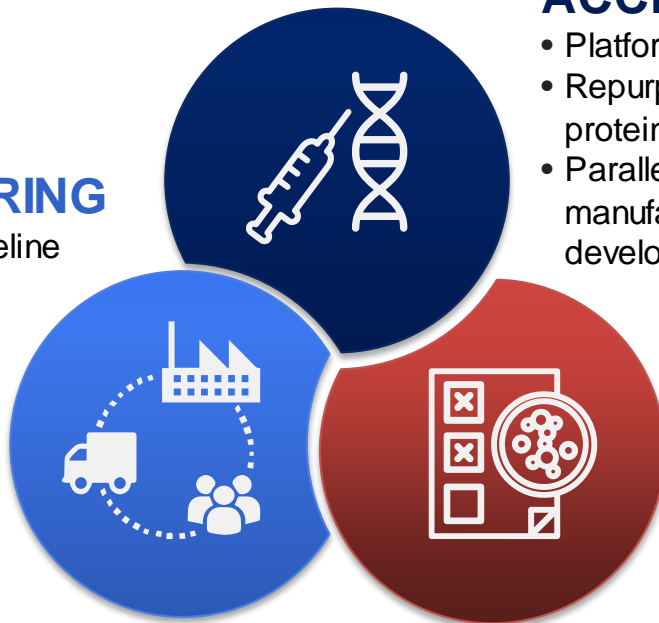 • Platfor
• Repurp
protein
• Paralle
manufa
develo
RING
eline